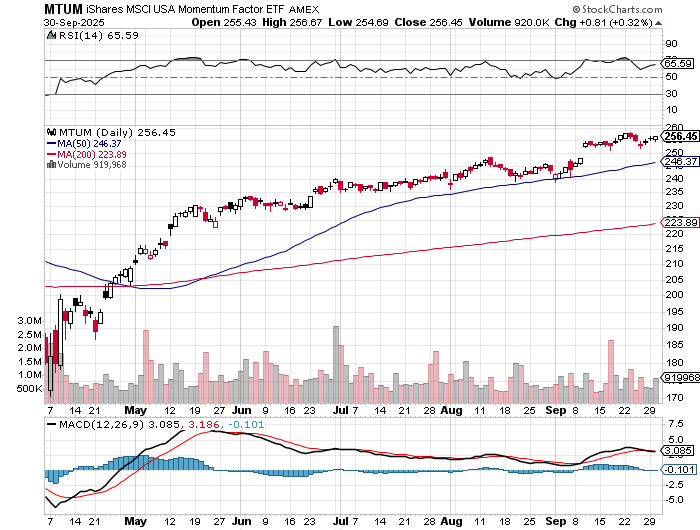 MTUM iShares MSCI USA Momentum Factor ETF AMEX
© StockCharts.com
30-Sep-2025
Open 255.43 High 256.67 Low 254.69 Close 256.45 Volume 920.0K Chg +0.81 (+0.32%)
RSI(14) 65.59
90
70
65.59
50
30
10
MTUM (Daily) 256.45
MA(50) 246.37
MA(200) 223.89
Volume 919,968
260
256.45
250
246.37
240
235
230
223.89
220
215
210
205
200
195
190
185
180
170
3.0M
2.5M
2.0M
1.5M
1.0M
500K
919968
7 14 21 May 12 19 27 Jun 9 16 23 Jul 7 14 21 28 Aug 11 18 25 Sep 8 15 22 29
MACD(12,26,9) 3.085, 3.186, -0.101
7.5
5.0
3.085
-0.101
-2.5
-5.0
7 14 21 May 12 19 27 Jun 9 16 23 Jul 7 14 21 28 Aug 11 18 25 Sep 8 15 22 29